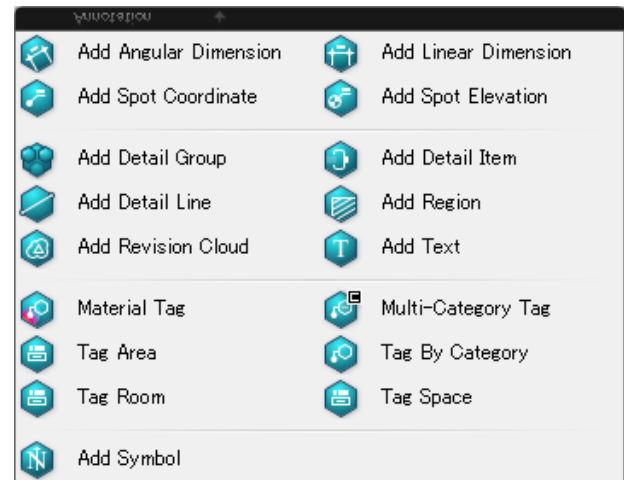 Annotation +
Add Angular Dimension Add Linear Dimension
Add Spot Coordinate Add Spot Elevation
Add Detail Group Add Detail Item
Add Detail Line Add Region
Add Revision Cloud Add Text
Material Tag Multi-Category Tag
Tag Area Tag By Category
Tag Room Tag Space
Add Symbol